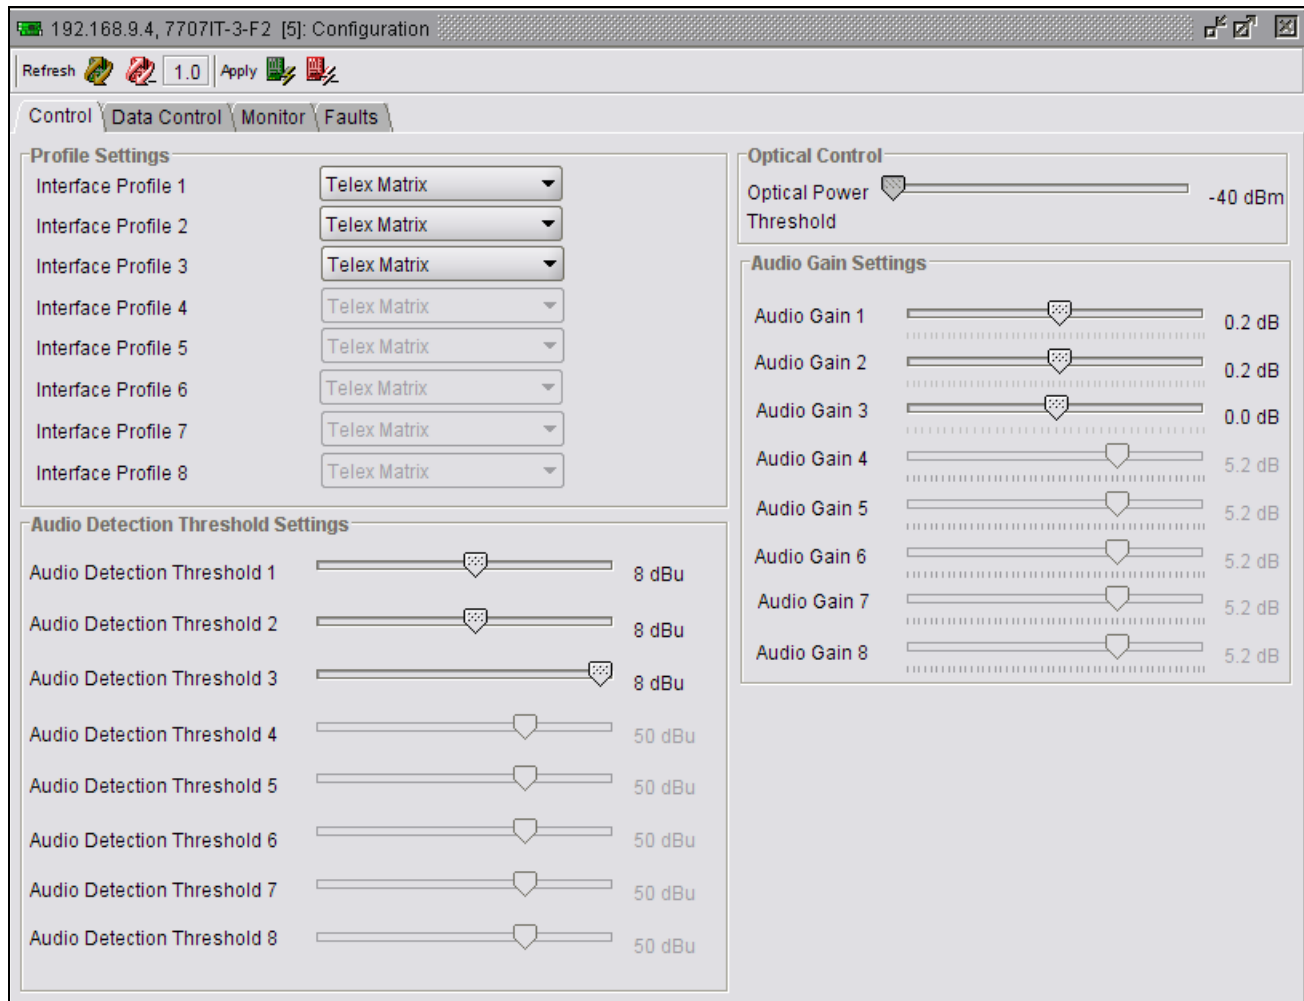 192.168.9.4, 7707IT-3-F2 [5]: Configuration
Refresh 1.0 Apply
Control Data Control Monitor Faults
Profile Settings
Interface Profile 1 Telex Matrix
Interface Profile 2 Telex Matrix
Interface Profile 3 Telex Matrix
Interface Profile 4 Telex Matrix
Interface Profile 5 Telex Matrix
Interface Profile 6 Telex Matrix
Interface Profile 7 Telex Matrix
Interface Profile 8 Telex Matrix
Audio Detection Threshold Settings
Audio Detection Threshold 1 8 dBu
Audio Detection Threshold 2 8 dBu
Audio Detection Threshold 3 8 dBu
Audio Detection Threshold 4 50 dBu
Audio Detection Threshold 5 50 dBu
Audio Detection Threshold 6 50 dBu
Audio Detection Threshold 7 50 dBu
Audio Detection Threshold 8 50 dBu
Optical Control
Optical Power -40 dBm
Threshold
Audio Gain Settings
Audio Gain 1 0.2 dB
Audio Gain 2 0.2 dB
Audio Gain 3 0.0 dB
Audio Gain 4 5.2 dB
Audio Gain 5 5.2 dB
Audio Gain 6 5.2 dB
Audio Gain 7 5.2 dB
Audio Gain 8 5.2 dB